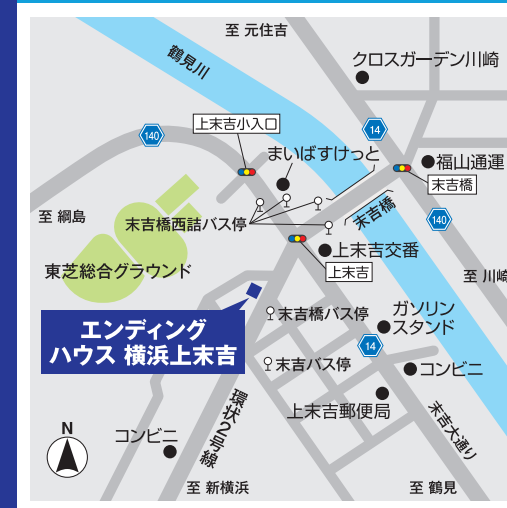 至 元住吉
鶴見川
クロスガーデン川崎
140
上末吉小入口
14
まいばすけっと
福山通運
末吉橋
至 綱島
末吉橋西詰バス停
末吉橋
140
東芝総合グラウンド
上末吉交番
上末吉
至 川崎
エンディング
ハウス 横浜上末吉
末吉橋バス停
ガソリン
スタンド
14
末吉バス停
コンビニ
上末吉郵便局
環状2号線
末吉大通り
N
コンビニ
至 新横浜
至 鶴見